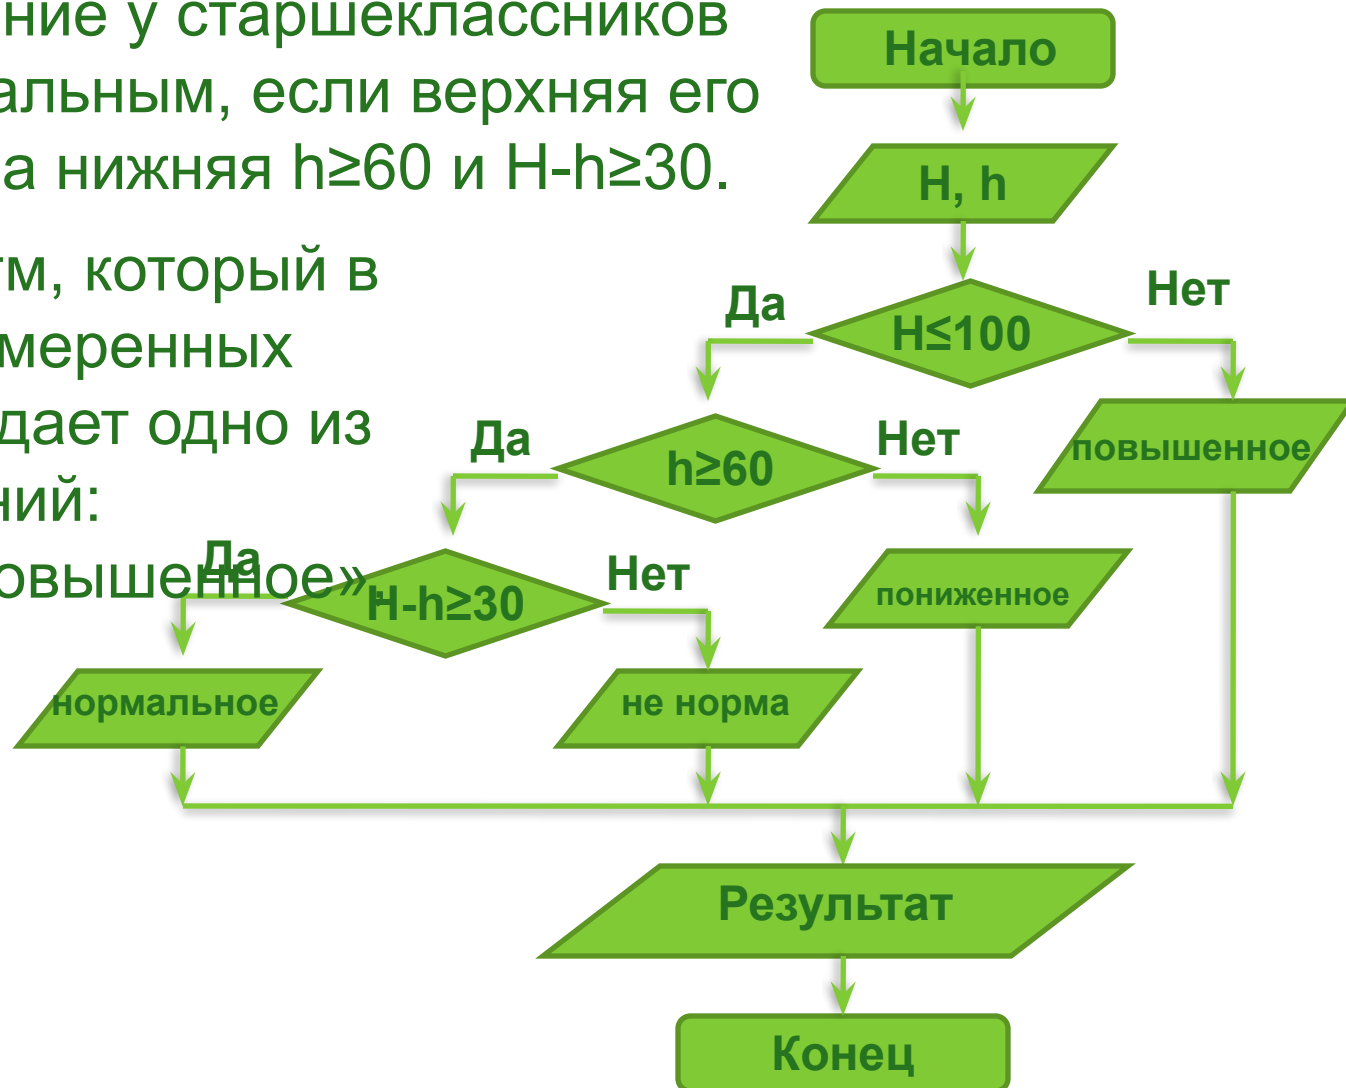 ние у старшеклассников
альным, если верхняя его
а нижняя h≥60 и H-h≥30.
тм, который в
меренных
дает одно из
ний:
овышенное».
Начало
H, h
Да
H≤100
Нет
Да
h≥60
Нет
повышенное
Да
H-h≥30
Нет
пониженное
нормальное
не норма
Результат
Конец